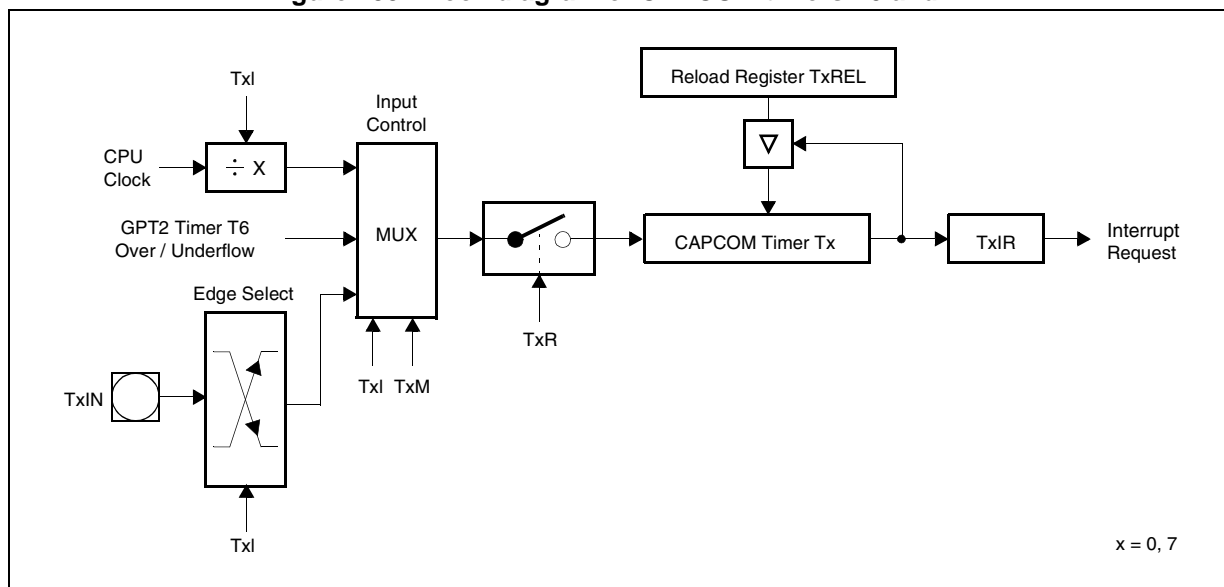 TxI
Input
Control
Reload Register TxREL
CPU
Clock
÷ X
GPT2 Timer T6
Over / Underflow
MUX
CAPCOM Timer Tx
TxIR
Interrupt
Request
Edge Select
TxR
TxI TxM
TxIN
TxI
x = 0, 7